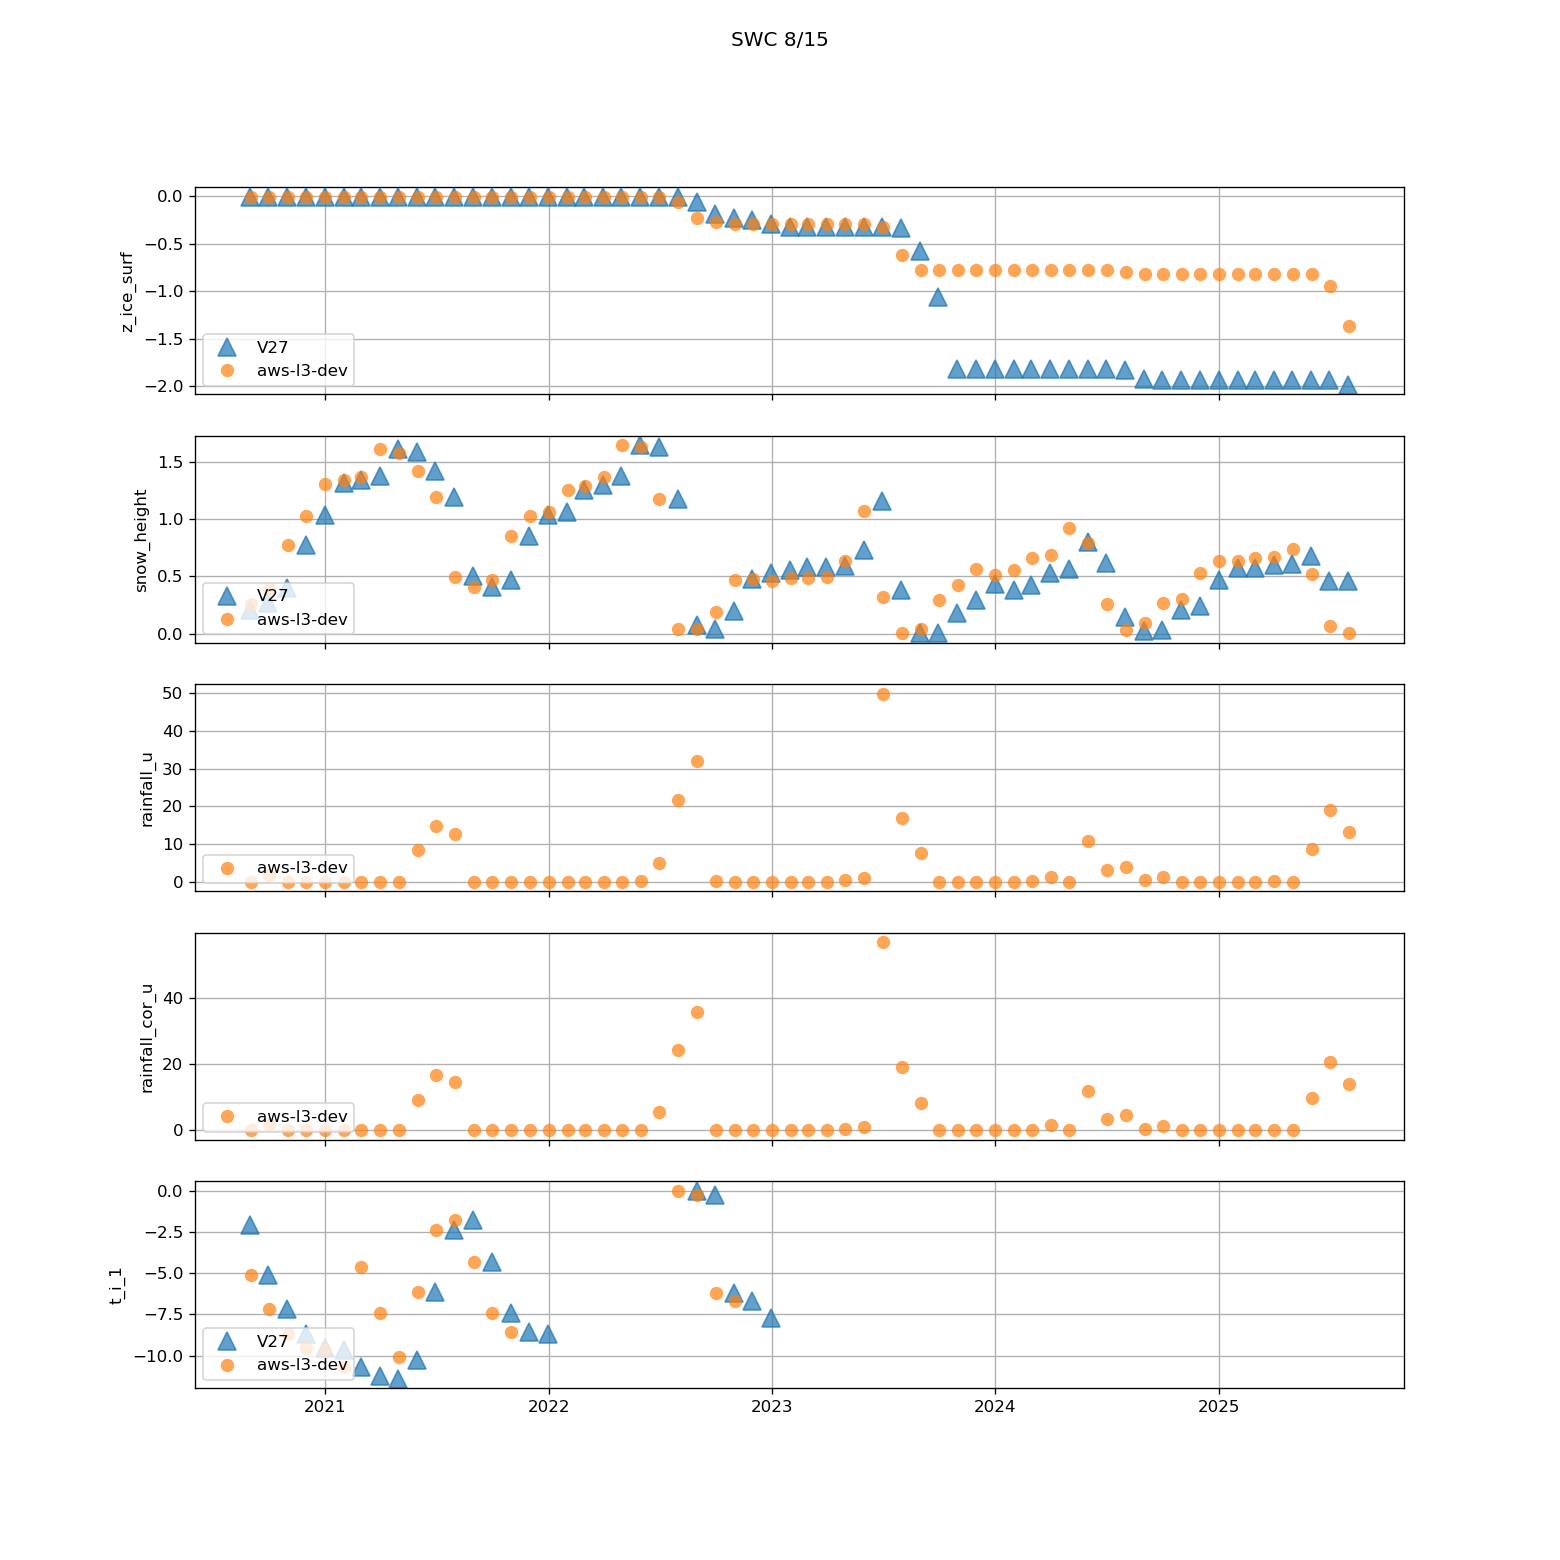 SWC 8/15
0.0
−0.5
−1.0
−1.5
−2.0
z_ice_surf
V27
aws-l3-dev
1.5
1.0
0.5
0.0
snow_height
V27
aws-l3-dev
50
40
30
20
10
0
rainfall_u
aws-l3-dev
40
20
0
rainfall_cor_u
aws-l3-dev
0.0
−2.5
−5.0
−7.5
−10.0
t_i_1
V27
aws-l3-dev
2021
2022
2023
2024
2025